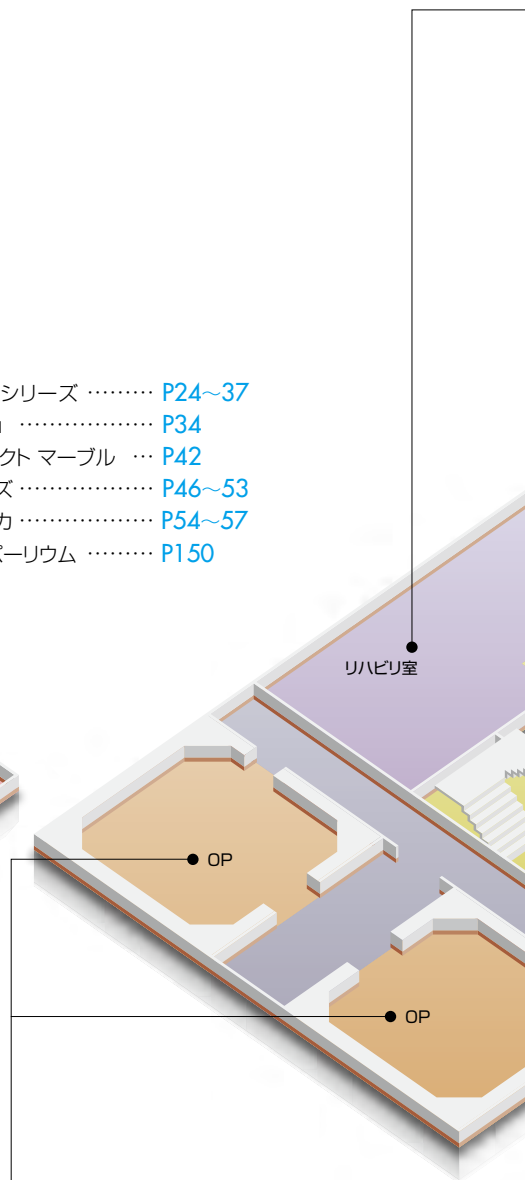 シリーズ ……… P24～37
……………… P34
クト マーブル … P42
ズ ……………… P46～53
カ ……………… P54～57
パーリウム ……… P150
リハビリ室
OP
OP